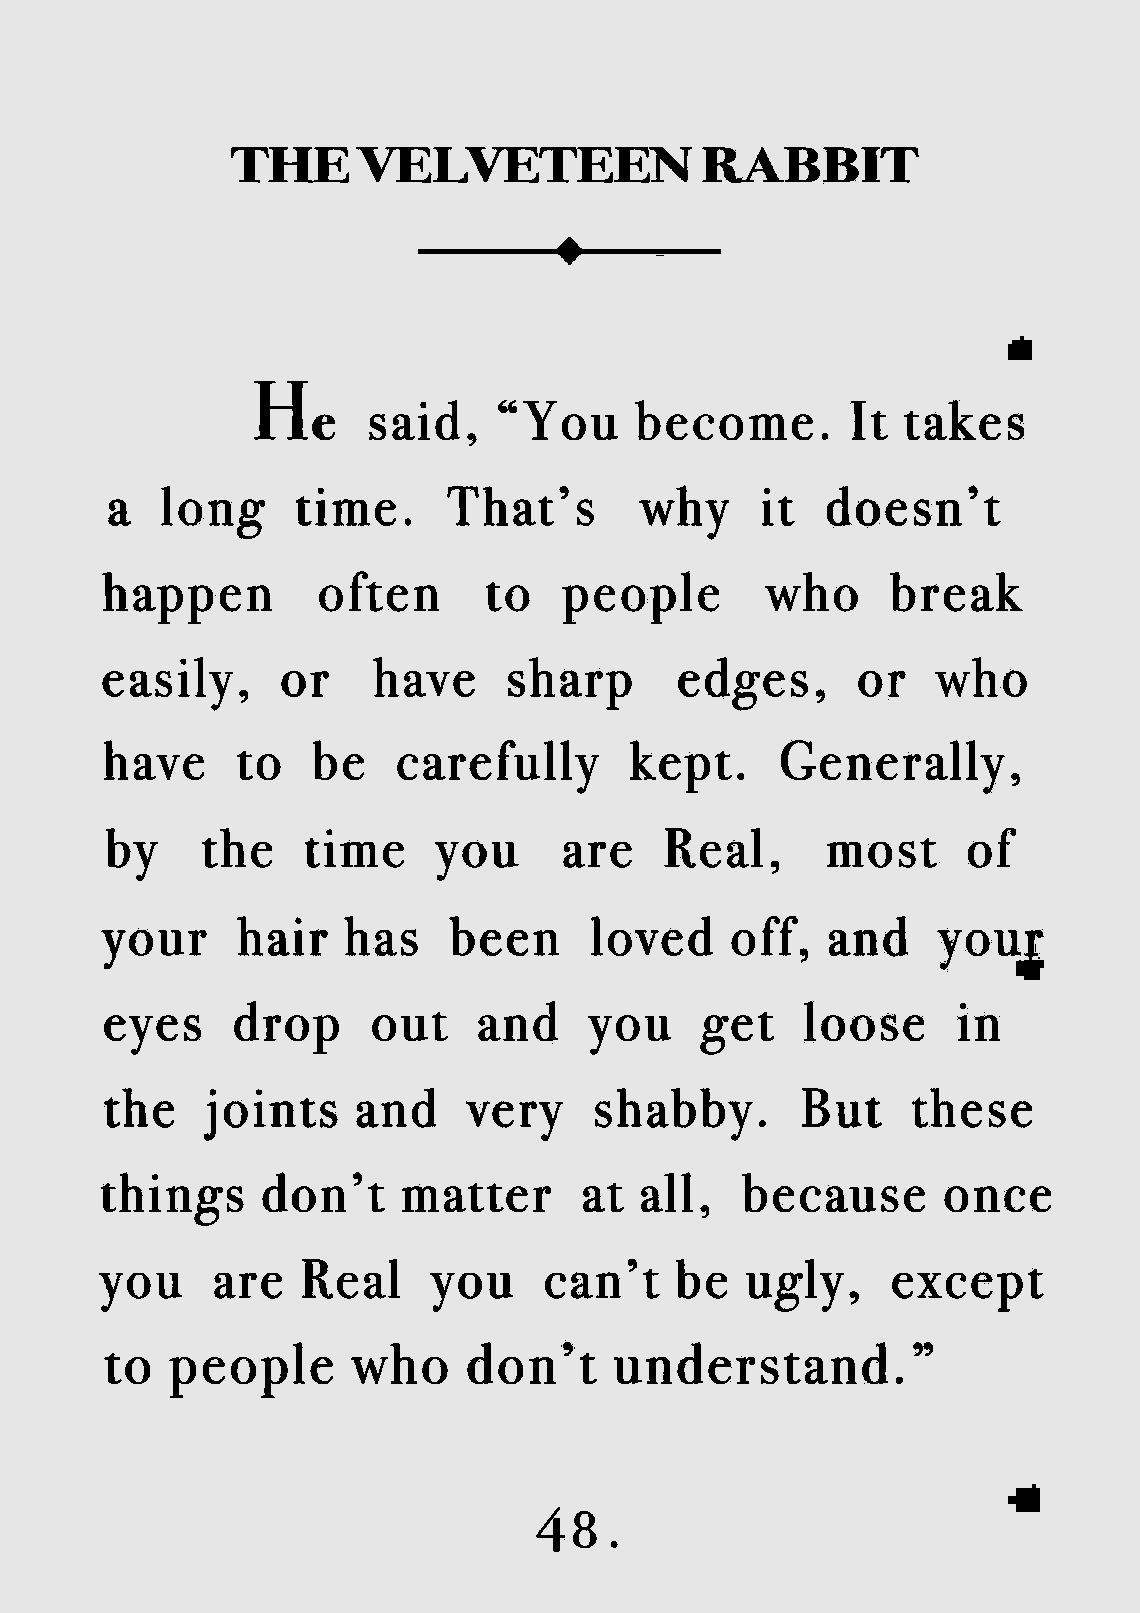 THE VELVETEEN RABBIT
He said, “You become. It takes
a long time. That’s why it doesn’t
happen often to people who break
easily, or have sharp edges, or who
have to be carefully kept. Generally,
by the time you are Real, most of
your hair has been loved off, and your
eyes drop out and you get loose in
the joints and very shabby. But these
things don’t matter at all, because once
you are Real you can’t be ugly, except
to people who don’t understand.”
48.